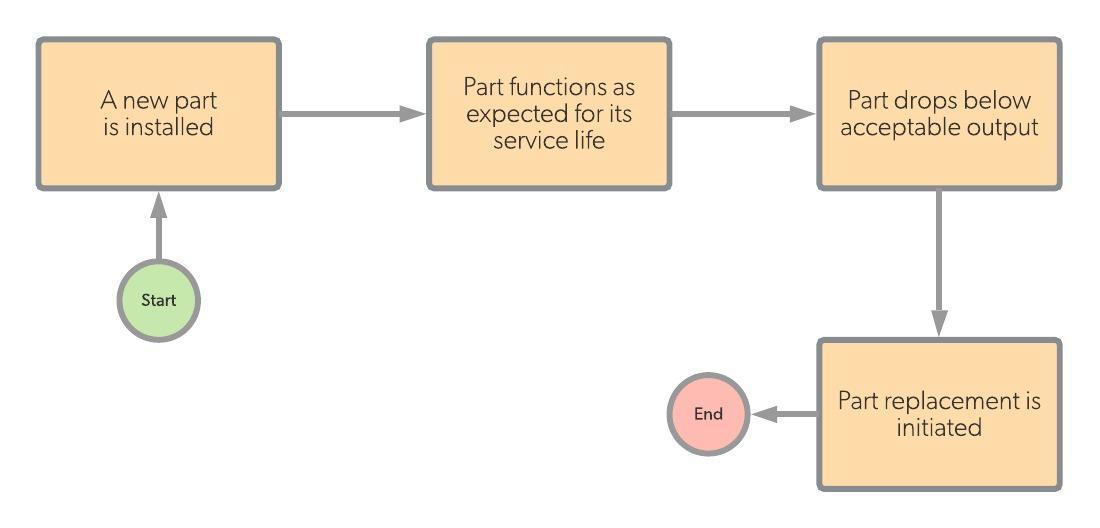 A new part
is installed
Part functions as
expected for its
service life
Part drops below
acceptable output
Start
Part replacement is
initiated
End